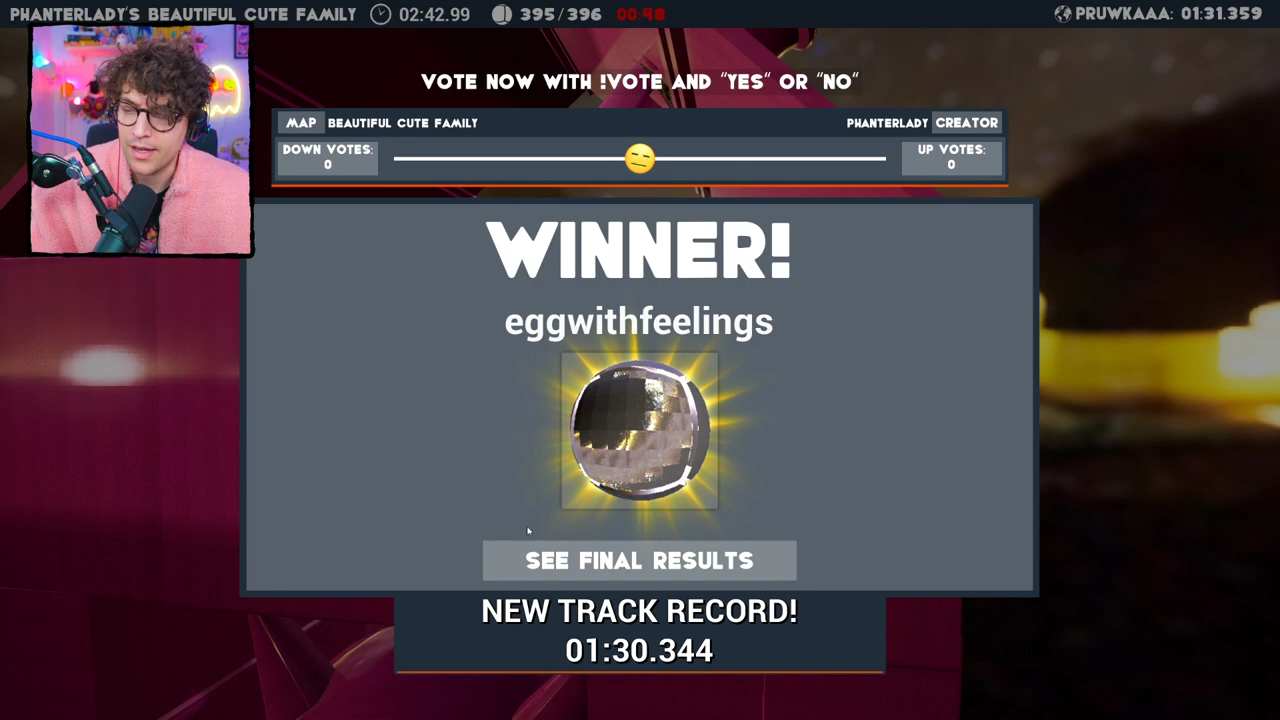 PHANTERLADY'S BEAUTIFUL CUTE FAMILY 02:42.99 395/396 00:48 PRUWKAAA: 01:31.359
VOTE NOW WITH !VOTE AND "YES" OR "NO"
MAP BEAUTIFUL CUTE FAMILY PHANTERLADY CREATOR
DOWN VOTES: UP VOTES:
0 0
WINNER!
eggwithfeelings
SEE FINAL RESULTS
NEW TRACK RECORD!
01:30.344